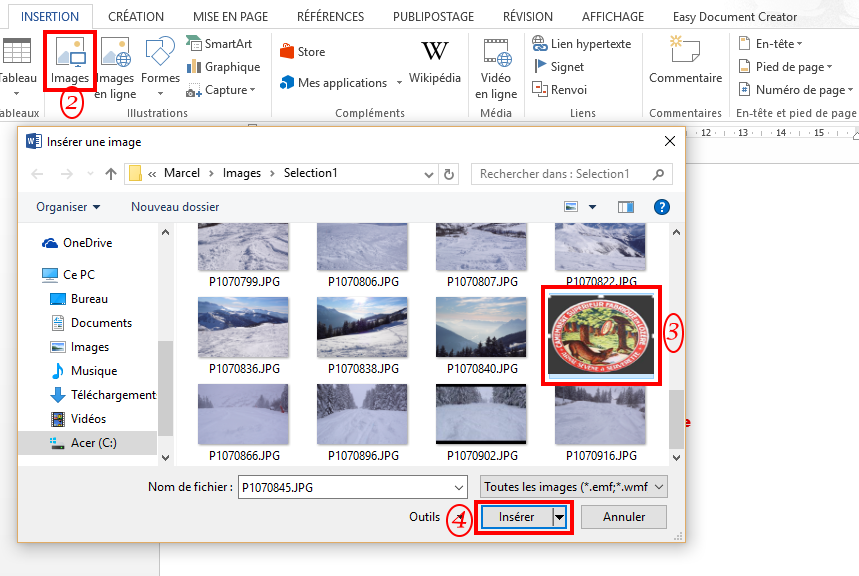 INSERTION CRÉATION MISE EN PAGE RÉFÉRENCES PUBLIPOSTAGE RÉVISION AFFICHAGE Easy Document Creator
SmartArt Store Lien hypertexte En-tête
Graphique Wikipédia Signet Pied de page
ableau Images Images Formes Capture Mes applications Vidéo Renvoi Commentaire Numéro de page
en ligne en ligne
ableaux 2 Illustrations Compléments Média Liens Commentaires En-tête et pied de page
12 13 14 15
Insérer une image
« Marcel Images Selection1 Rechercher dans : Selection1
Organiser Nouveau dossier
OneDrive
Ce PC
Bureau
Documents
Images
Musique
Téléchargement
Vidéos
Acer (C:)
P1070799.JPG P1070806.JPG P1070807.JPG P1070822.JPG
3
P1070836.JPG P1070838.JPG P1070840.JPG
P1070866.JPG P1070896.JPG P1070902.JPG P1070916.JPG
e
Nom de fichier : P1070845.JPG Toutes les images (*.emf;*.wmf
Outils 4 Insérer Annuler